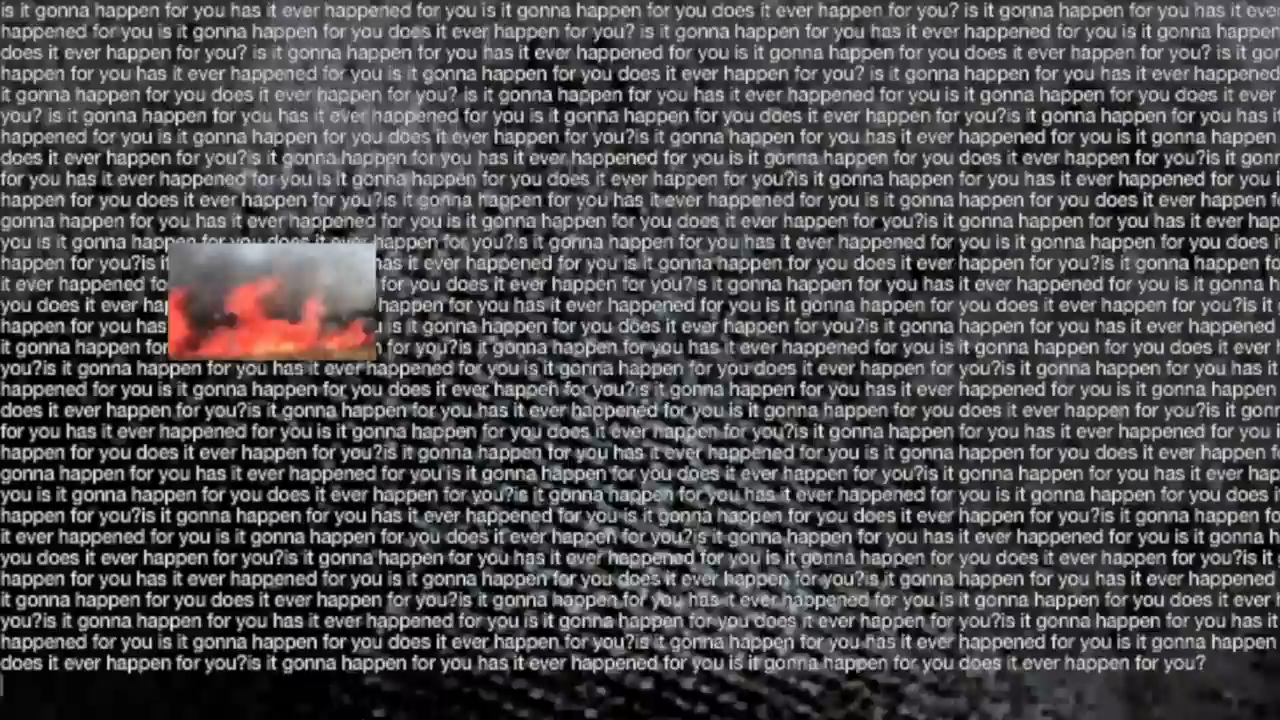 is it gonna happen for you has it ever happened for you is it gonna happen for you does it ever happen for you? is it gonna happen for you has it eve
happened for you is it gonna happen for you does it ever happen for you? is it gonna happen for you has it ever happened for you is it gonna happen
does it ever happen for you? is it gonna happen for you has it ever happened for you is it gonna happen for you does it ever happen for you? is it go
happen for you has it ever happened for you is it gonna happen for you does it ever happen for you? is it gonna happen for you has it ever happened
it gonna happen for you does it ever happen for you? is it gonna happen for you has it ever happened for you is it gonna happen for you does it ever
you? is it gonna happen for you has it ever happened for you is it gonna happen for you does it ever happen for you?is it gonna happen for you has i
happened for you is it gonna happen for you does it ever happen for you?is it gonna happen for you has it ever happened for you is it gonna happen
does it ever happen for you?is it gonna happen for you has it ever happened for you is it gonna happen for you does it ever happen for you?is it gon
for you has it ever happened for you is it gonna happen for you does it ever happen for you?is it gonna happen for you has it ever happened for you i
happen for you does it ever happen for you?is it gonna happen for you has it ever happened for you is it gonna happen for you does it ever happen f
gonna happen for you has it ever happened for you is it gonna happen for you does it ever happen for you?is it gonna happen for you has it ever hap
you is it gonna happen for you does it ever happen for you?is it gonna happen for you has it ever happened for you is it gonna happen for you does i
happen for you?is i has it ever happened for you is it gonna happen for you does it ever happen for you?is it gonna happen fo
it ever happened fo for you does it ever happen for you?is it gonna happen for you has it ever happened for you is it gonna h
you does it ever ha happen for you has it ever happened for you is it gonna happen for you does it ever happen for you?is it
happen for you has is it gonna happen for you does it ever happen for you?is it gonna happen for you has it ever happened
it gonna happen for for you?is it gonna happen for you has it ever happened for you is it gonna happen for you does it ever
you?is it gonna happen for you has it ever happened for you is it gonna happen for you does it ever happen for you?is it gonna happen for you has it
happened for you is it gonna happen for you does it ever happen for you?is it gonna happen for you has it ever happened for you is it gonna happen
does it ever happen for you?is it gonna happen for you has it ever happened for you is it gonna happen for you does it ever happen for you?is it gon
for you has it ever happened for you is it gonna happen for you does it ever happen for you?is it gonna happen for you has it ever happened for you i
happen for you does it ever happen for you?is it gonna happen for you has it ever happened for you is it gonna happen for you does it ever happen f
gonna happen for you has it ever happened for you is it gonna happen for you does it ever happen for you?is it gonna happen for you has it ever hap
you is it gonna happen for you does it ever happen for you?is it gonna happen for you has it ever happened for you is it gonna happen for you does i
happen for you?is it gonna happen for you has it ever happened for you is it gonna happen for you does it ever happen for you?is it gonna happen fo
it ever happened for you is it gonna happen for you does it ever happen for you?is it gonna happen for you has it ever happened for you is it gonna h
you does it ever happen for you?is it gonna happen for you has it ever happened for you is it gonna happen for you does it ever happen for you?is it
happen for you has it ever happened for you is it gonna happen for you does it ever happen for you?is it gonna happen for you has it ever happened
it gonna happen for you does it ever happen for you?is it gonna happen for you has it ever happened for you is it gonna happen for you does it ever
you?is it gonna happen for you has it ever happened for you is it gonna happen for you does it ever happen for you?is it gonna happen for you has it
happened for you is it gonna happen for you does it ever happen for you?is it gonna happen for you has it ever happened for you is it gonna happen
does it ever happen for you?is it gonna happen for you has it ever happened for you is it gonna happen for you does it ever happen for you?